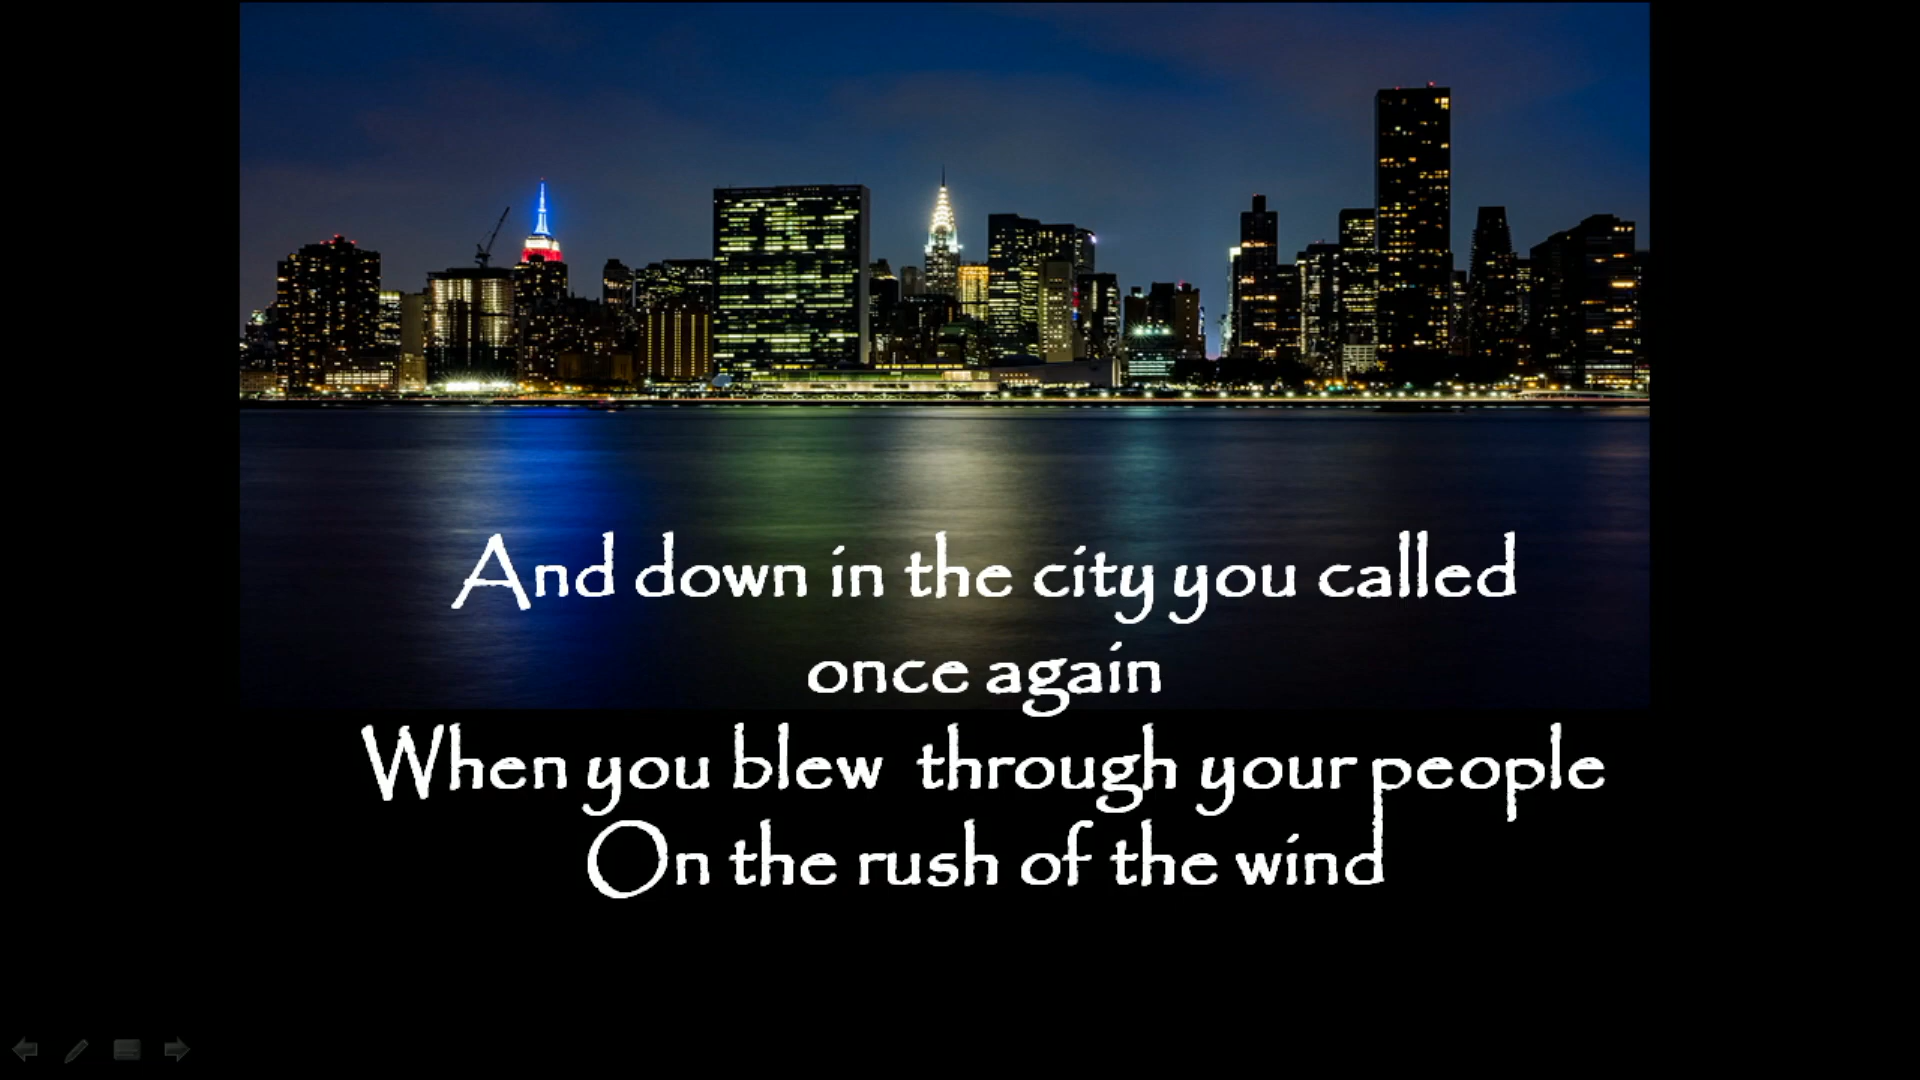 And down in the city you called
once again
When you blew  through your people
On the rush of the wind